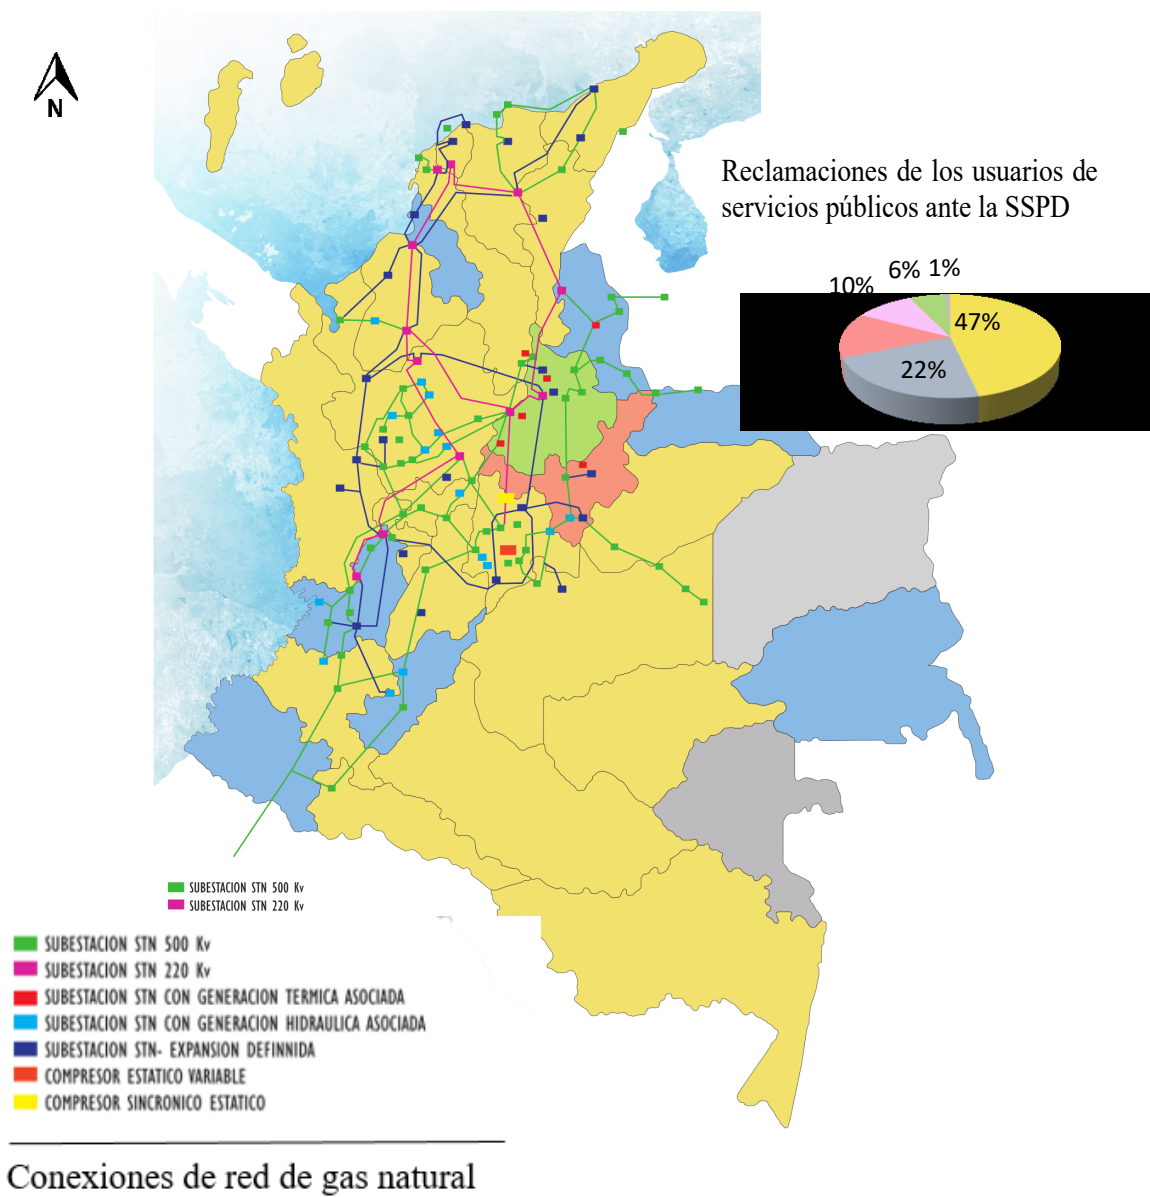 N
Reclamaciones de los usuarios de
servicios públicos ante la SSPD
10%
6%
1%
47%
22%
SUBESTACION STN 500 Kv
SUBESTACION STN 220 Kv
SUBESTACION STN 500 Kv
SUBESTACION STN 220 Kv
SUBESTACION STN CON GENERACION TERMICA ASOCIADA
SUBESTACION STN CON GENERACION HIDRAULICA ASOCIADA
SUBESTACION STN- EXPANSION DEFINNIDA
COMPRESOR ESTATICO VARIABLE
COMPRESOR SINCRONICO ESTATICO
Conexiones de red de gas natural